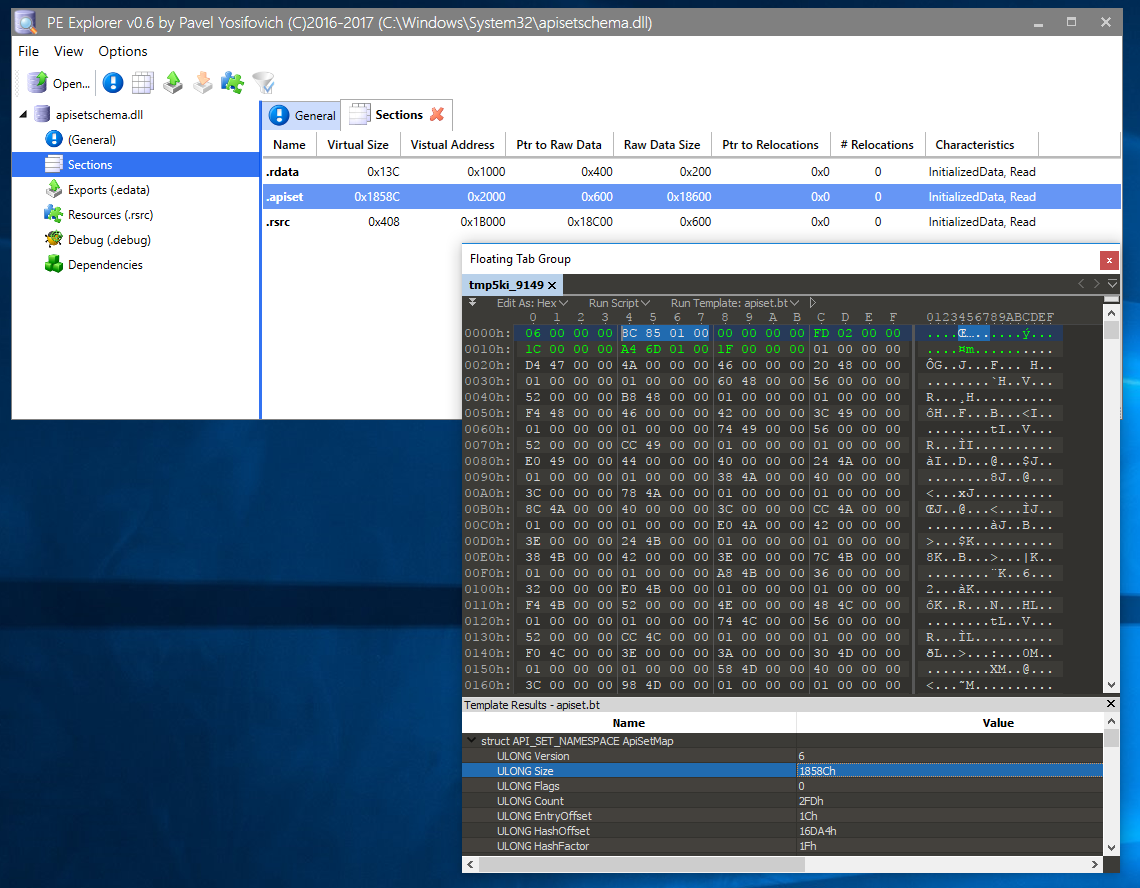 PE Explorer v0.6 by Pavel Yosifovich (C)2016-2017 (C:\Windows\System32\apisetschema.dll)
File View Options
Open...
apisetschema.dll
(General)
Sections
Exports (.edata)
Resources (.rsrc)
Debug (.debug)
Dependencies
General Sections
Name Virtual Size Vistual Address Ptr to Raw Data Raw Data Size Ptr to Relocations # Relocations Characteristics
.rdata 0x13C 0x1000 0x400 0x200 0x0 0 InitializedData, Read
.apiset 0x1858C 0x2000 0x600 0x18600 0x0 0 InitializedData, Read
.rsrc 0x408 0x1B000 0x18C00 0x600 0x0 0 InitializedData, Read
Floating Tab Group
tmp5ki_9149
Edit As: Hex Run Script Run Template: apiset.bt
0 1 2 3 4 5 6 7 8 9 A B C D E F 0123456789ABCDEF
0000h: 06 00 00 00 8C 85 01 00 00 00 00 00 FD 02 00 00 ....Œ.......ý...
0010h: 1C 00 00 00 A4 6D 01 00 1F 00 00 00 01 00 00 00 ....¤m..........
0020h: D4 47 00 00 4A 00 00 00 46 00 00 00 20 48 00 00 ÔG..J...F... H..
0030h: 01 00 00 00 01 00 00 00 60 48 00 00 56 00 00 00 ........`H..V...
0040h: 52 00 00 00 B8 48 00 00 01 00 00 00 01 00 00 00 R...¸H..........
0050h: F4 48 00 00 46 00 00 00 42 00 00 00 3C 49 00 00 ôH..F...B...<I..
0060h: 01 00 00 00 01 00 00 00 74 49 00 00 56 00 00 00 ........tI..V...
0070h: 52 00 00 00 CC 49 00 00 01 00 00 00 01 00 00 00 R...ÌI..........
0080h: E0 49 00 00 44 00 00 00 40 00 00 00 24 4A 00 00 àI..D...@...$J..
0090h: 01 00 00 00 01 00 00 00 38 4A 00 00 40 00 00 00 ........8J..@...
00A0h: 3C 00 00 00 78 4A 00 00 01 00 00 00 01 00 00 00 <...xJ..........
00B0h: 8C 4A 00 00 40 00 00 00 3C 00 00 00 CC 4A 00 00 ŒJ..@...<...ÌJ..
00C0h: 01 00 00 00 01 00 00 00 E0 4A 00 00 42 00 00 00 ........àJ..B...
00D0h: 3E 00 00 00 24 4B 00 00 01 00 00 00 01 00 00 00 >...$K..........
00E0h: 38 4B 00 00 42 00 00 00 3E 00 00 00 7C 4B 00 00 8K..B...>...|K..
00F0h: 01 00 00 00 01 00 00 00 A8 4B 00 00 36 00 00 00 ........¨K..6...
0100h: 32 00 00 00 E0 4B 00 00 01 00 00 00 01 00 00 00 2...àK..........
0110h: F4 4B 00 00 52 00 00 00 4E 00 00 00 48 4C 00 00 ôK..R...N...HL..
0120h: 01 00 00 00 01 00 00 00 74 4C 00 00 56 00 00 00 ........tL..V...
0130h: 52 00 00 00 CC 4C 00 00 01 00 00 00 01 00 00 00 R...ÌL..........
0140h: F0 4C 00 00 3E 00 00 00 3A 00 00 00 30 4D 00 00 ðL..>...:...0M..
0150h: 01 00 00 00 01 00 00 00 58 4D 00 00 40 00 00 00 ........XM..@...
0160h: 3C 00 00 00 98 4D 00 00 01 00 00 00 01 00 00 00 <...˜M..........
Template Results - apiset.bt
Name Value
struct API_SET_NAMESPACE ApiSetMap
ULONG Version 6
ULONG Size 1858Ch
ULONG Flags 0
ULONG Count 2FDh
ULONG EntryOffset 1Ch
ULONG HashOffset 16DA4h
ULONG HashFactor 1Fh